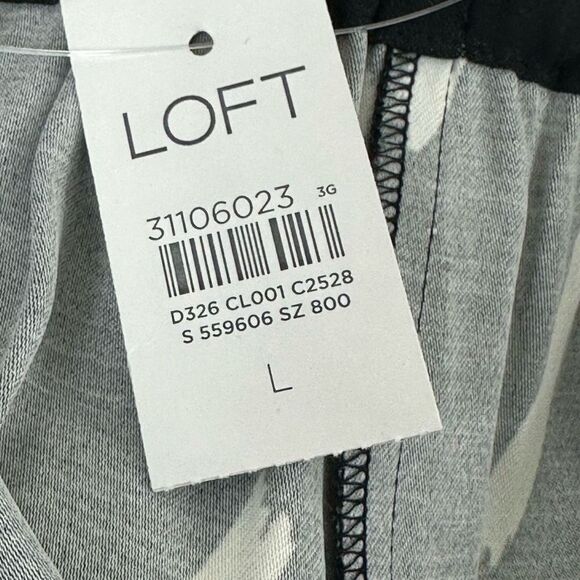 LOFT
31106023 3G
D326 CL001 C2528
S 559606 SZ 800
L